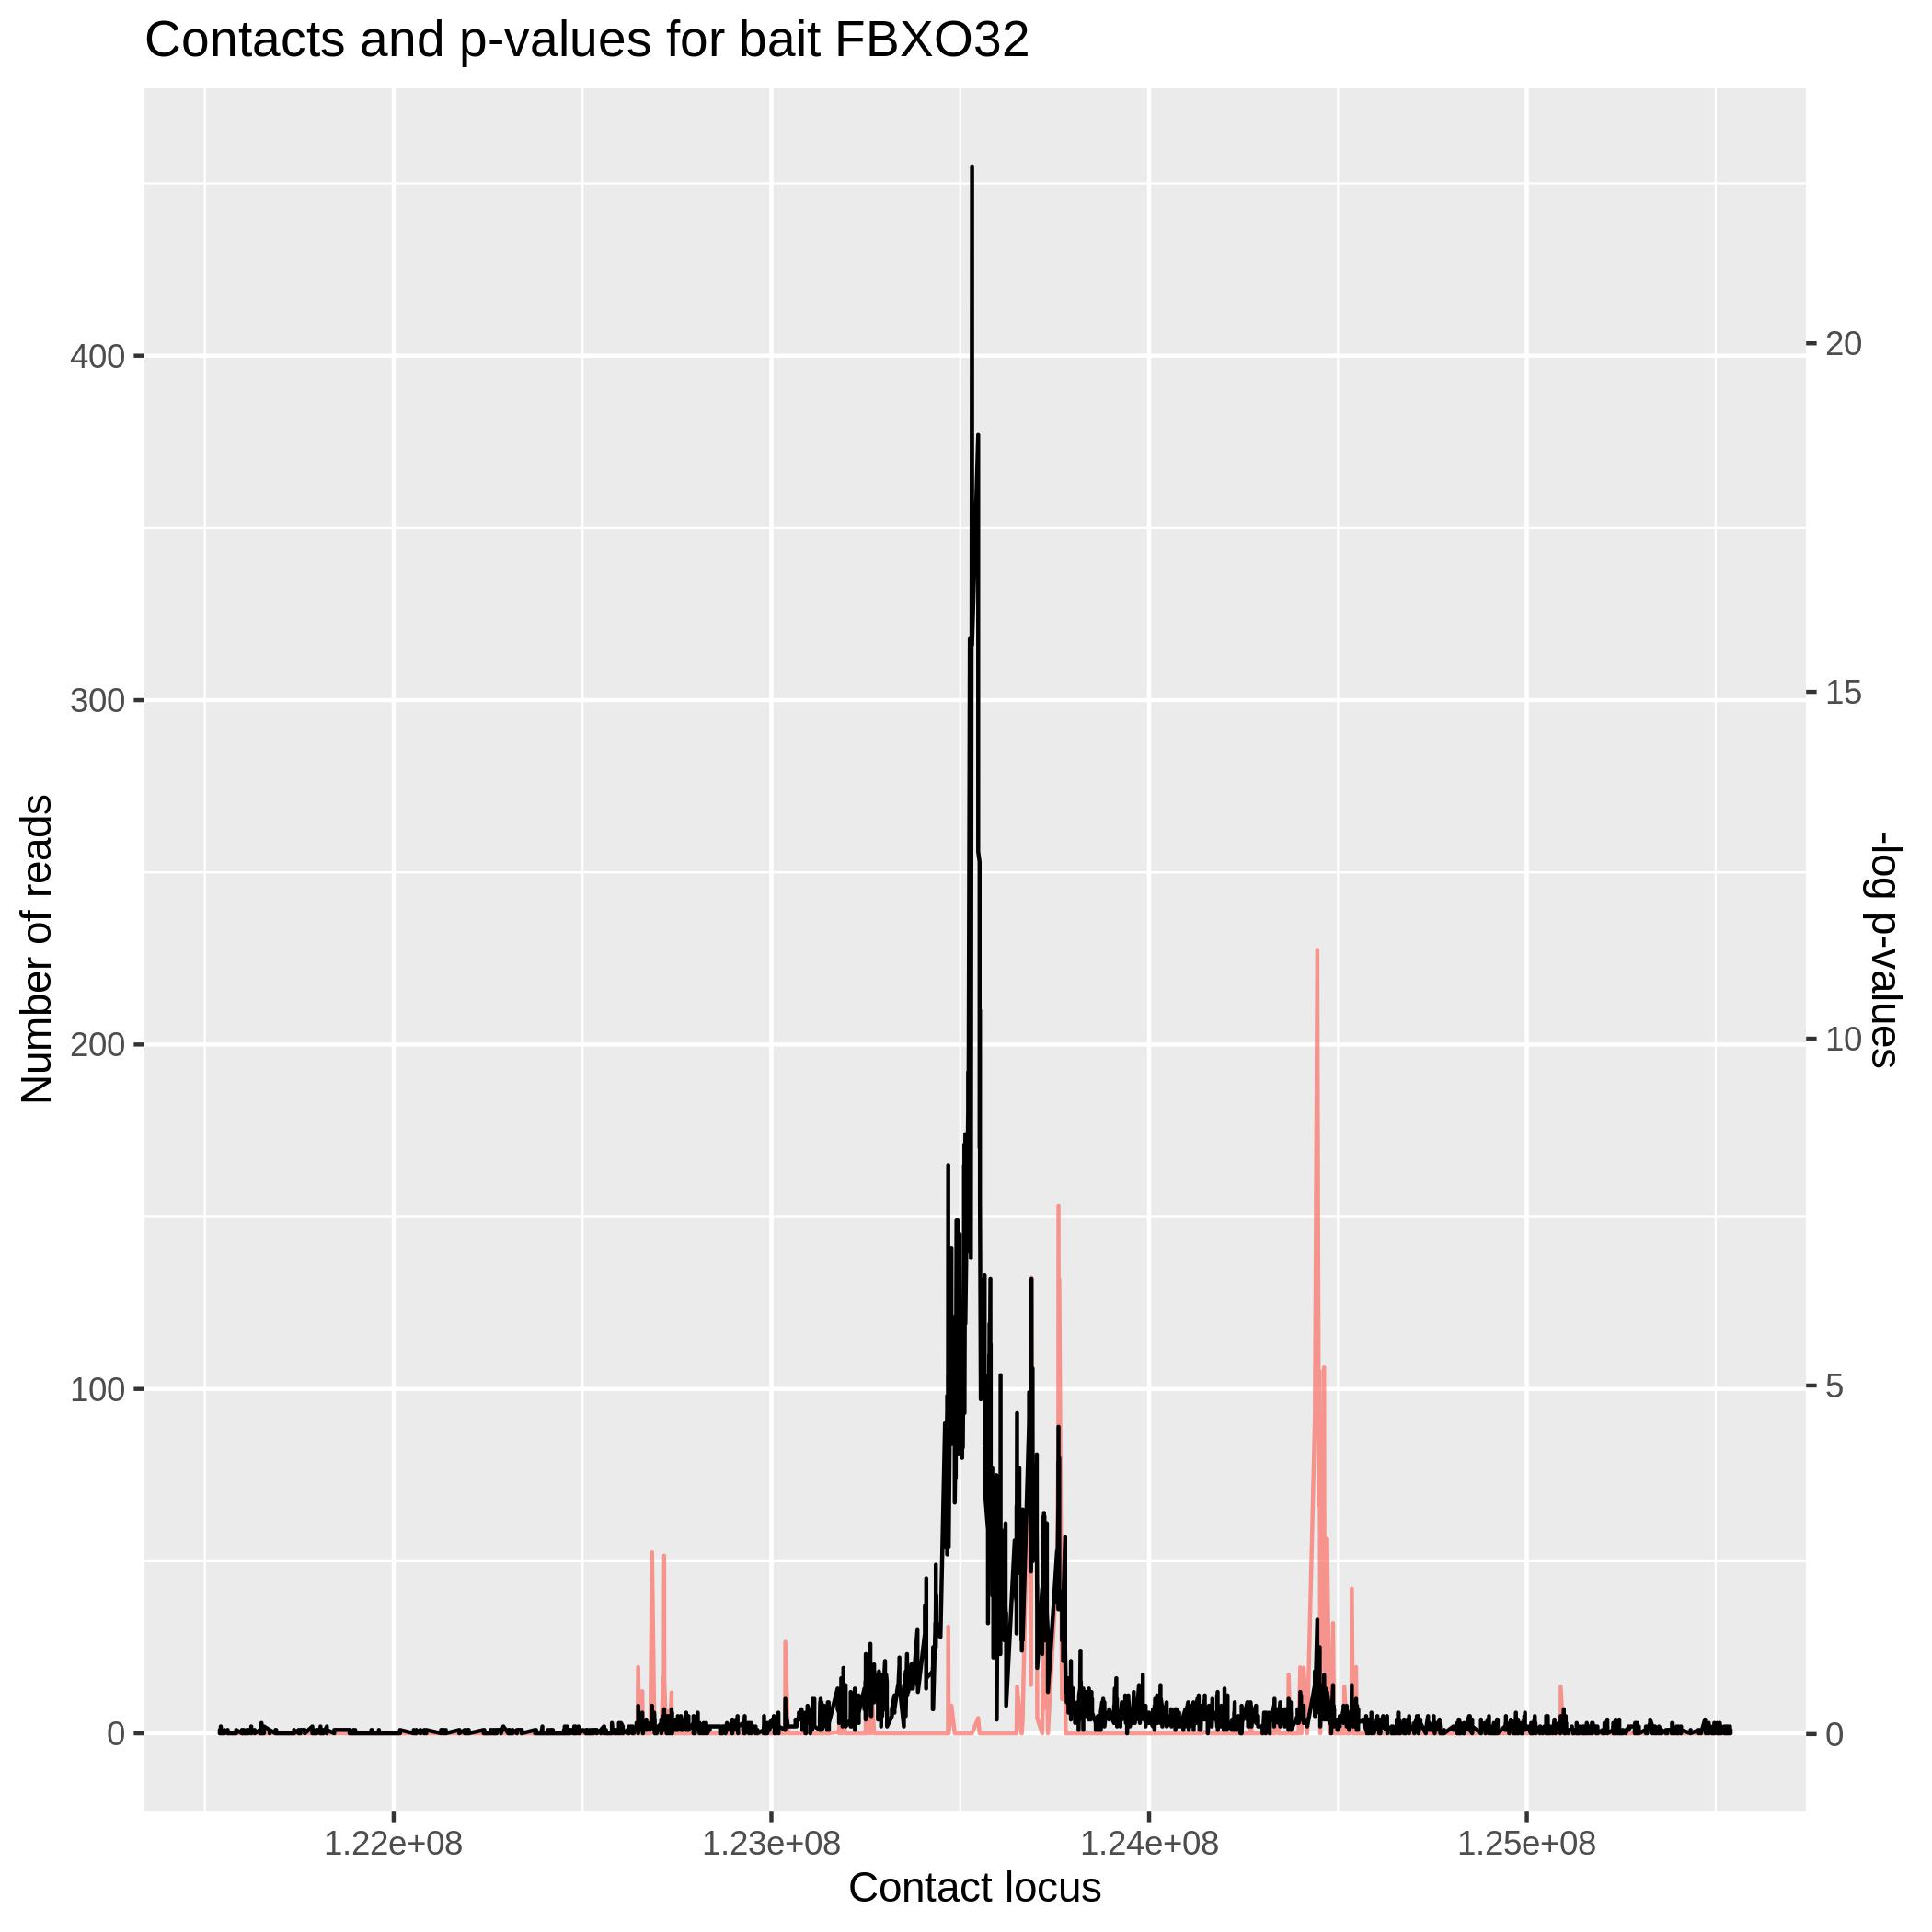 Contacts and p-values for bait FBXO32
400
300
200
100
0
Number of reads
20
15
10
5
0
-log p-values
1.22e+08
1.23e+08
1.24e+08
1.25e+08
Contact locus